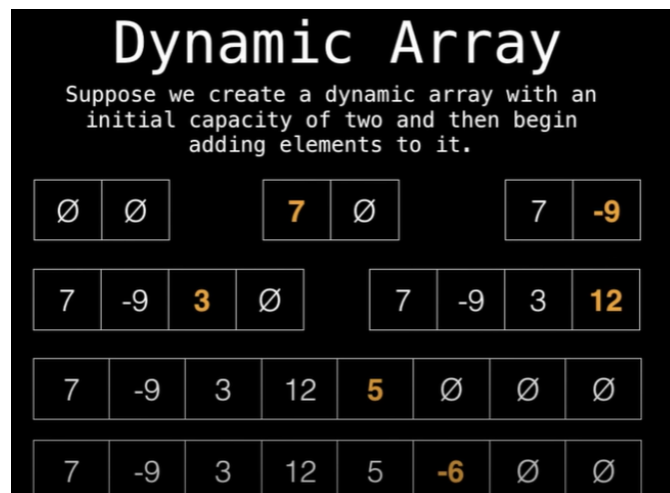 Dynamic Array
Suppose we create a dynamic array with an
initial capacity of two and then begin
adding elements to it.
Ø Ø 7 Ø 7 -9
7 -9 3 Ø 7 -9 3 12
7 -9 3 12 5 Ø Ø Ø
7 -9 3 12 5 -6 Ø Ø